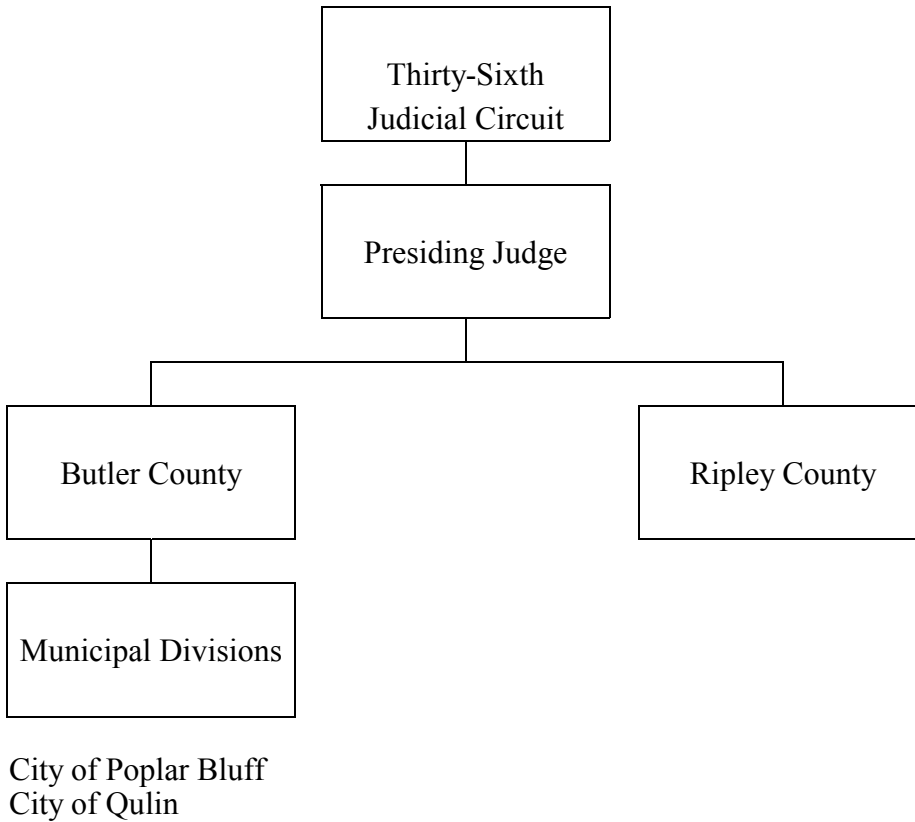 Thirty-Sixth
Judicial Circuit
Presiding Judge
Butler County
Ripley County
Municipal Divisions
City of Poplar Bluff
City of Qulin